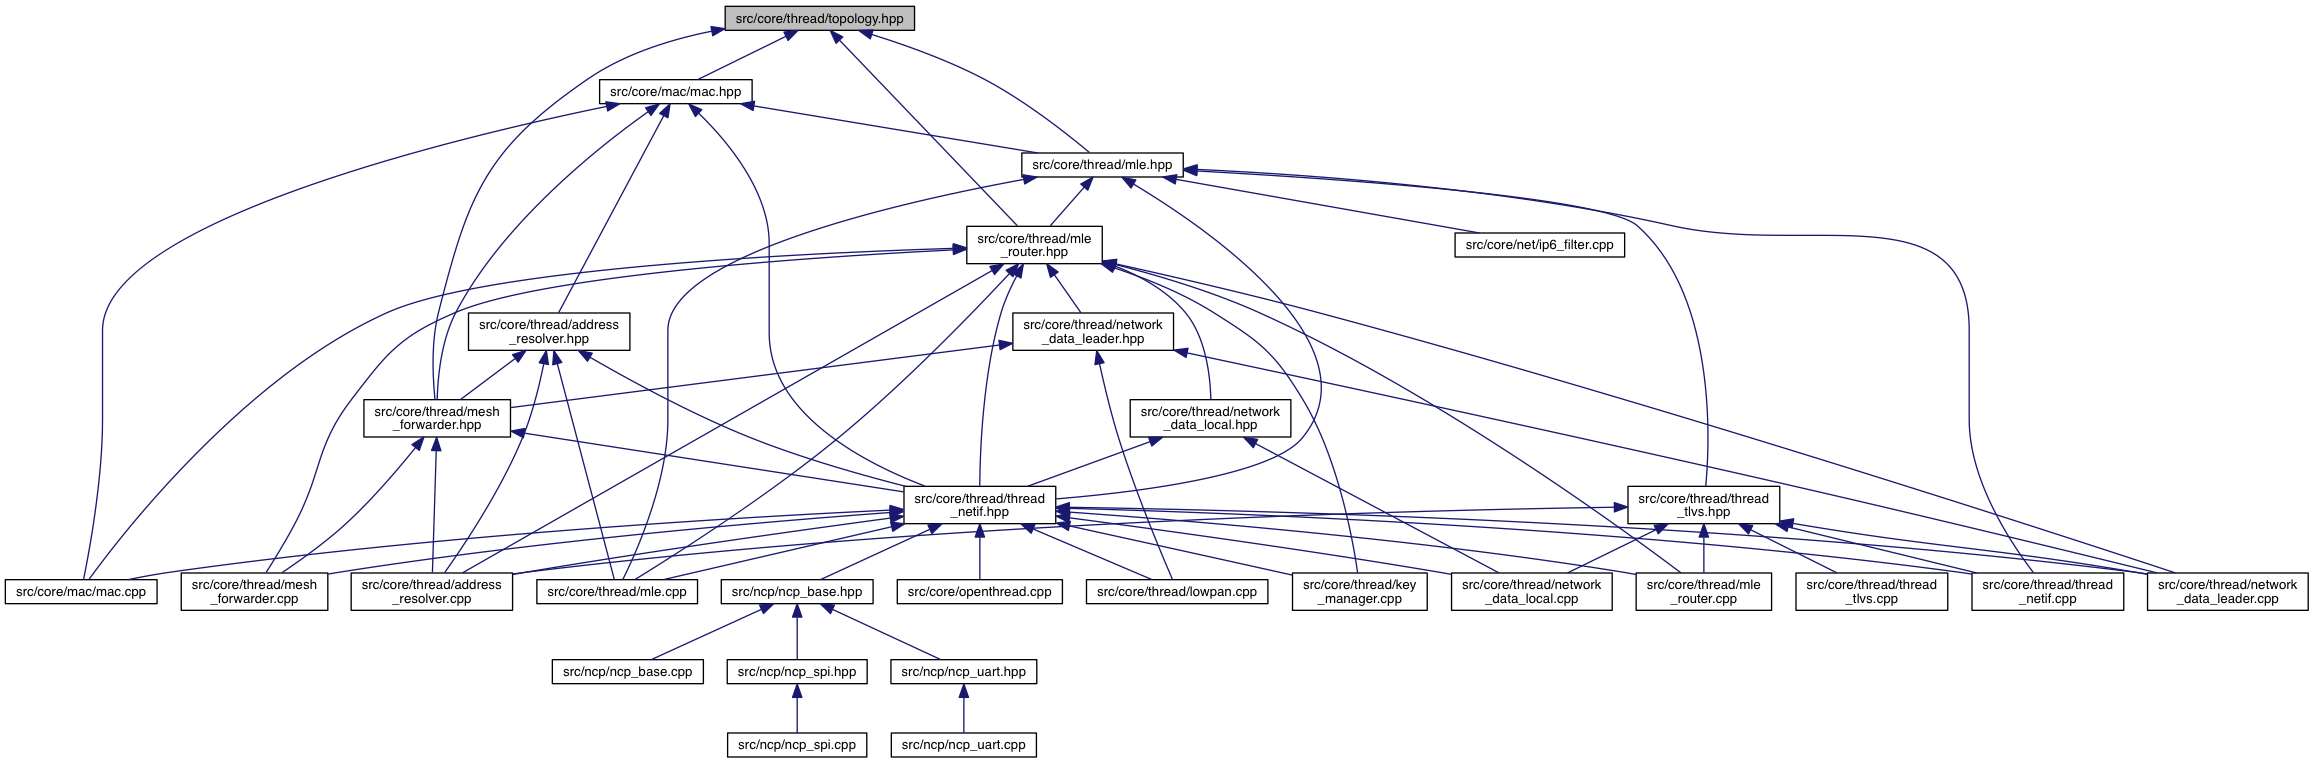 src/core/thread/topology.hpp
src/core/mac/mac.hpp
src/core/thread/mle.hpp
src/core/thread/mle
_router.hpp
src/core/net/ip6_filter.cpp
src/core/thread/address
_resolver.hpp
src/core/thread/network
_data_leader.hpp
src/core/thread/mesh
_forwarder.hpp
src/core/thread/network
_data_local.hpp
src/core/thread/thread
_netif.hpp
src/core/thread/thread
_tlvs.hpp
src/core/mac/mac.cpp
src/core/thread/mesh
_forwarder.cpp
src/core/thread/address
_resolver.cpp
src/core/thread/mle.cpp
src/ncp/ncp_base.hpp
src/core/openthread.cpp
src/core/thread/lowpan.cpp
src/core/thread/key
_manager.cpp
src/core/thread/network
_data_local.cpp
src/core/thread/mle
_router.cpp
src/core/thread/thread
_tlvs.cpp
src/core/thread/thread
_netif.cpp
src/core/thread/network
_data_leader.cpp
src/ncp/ncp_base.cpp
src/ncp/ncp_spi.hpp
src/ncp/ncp_uart.hpp
src/ncp/ncp_spi.cpp
src/ncp/ncp_uart.cpp